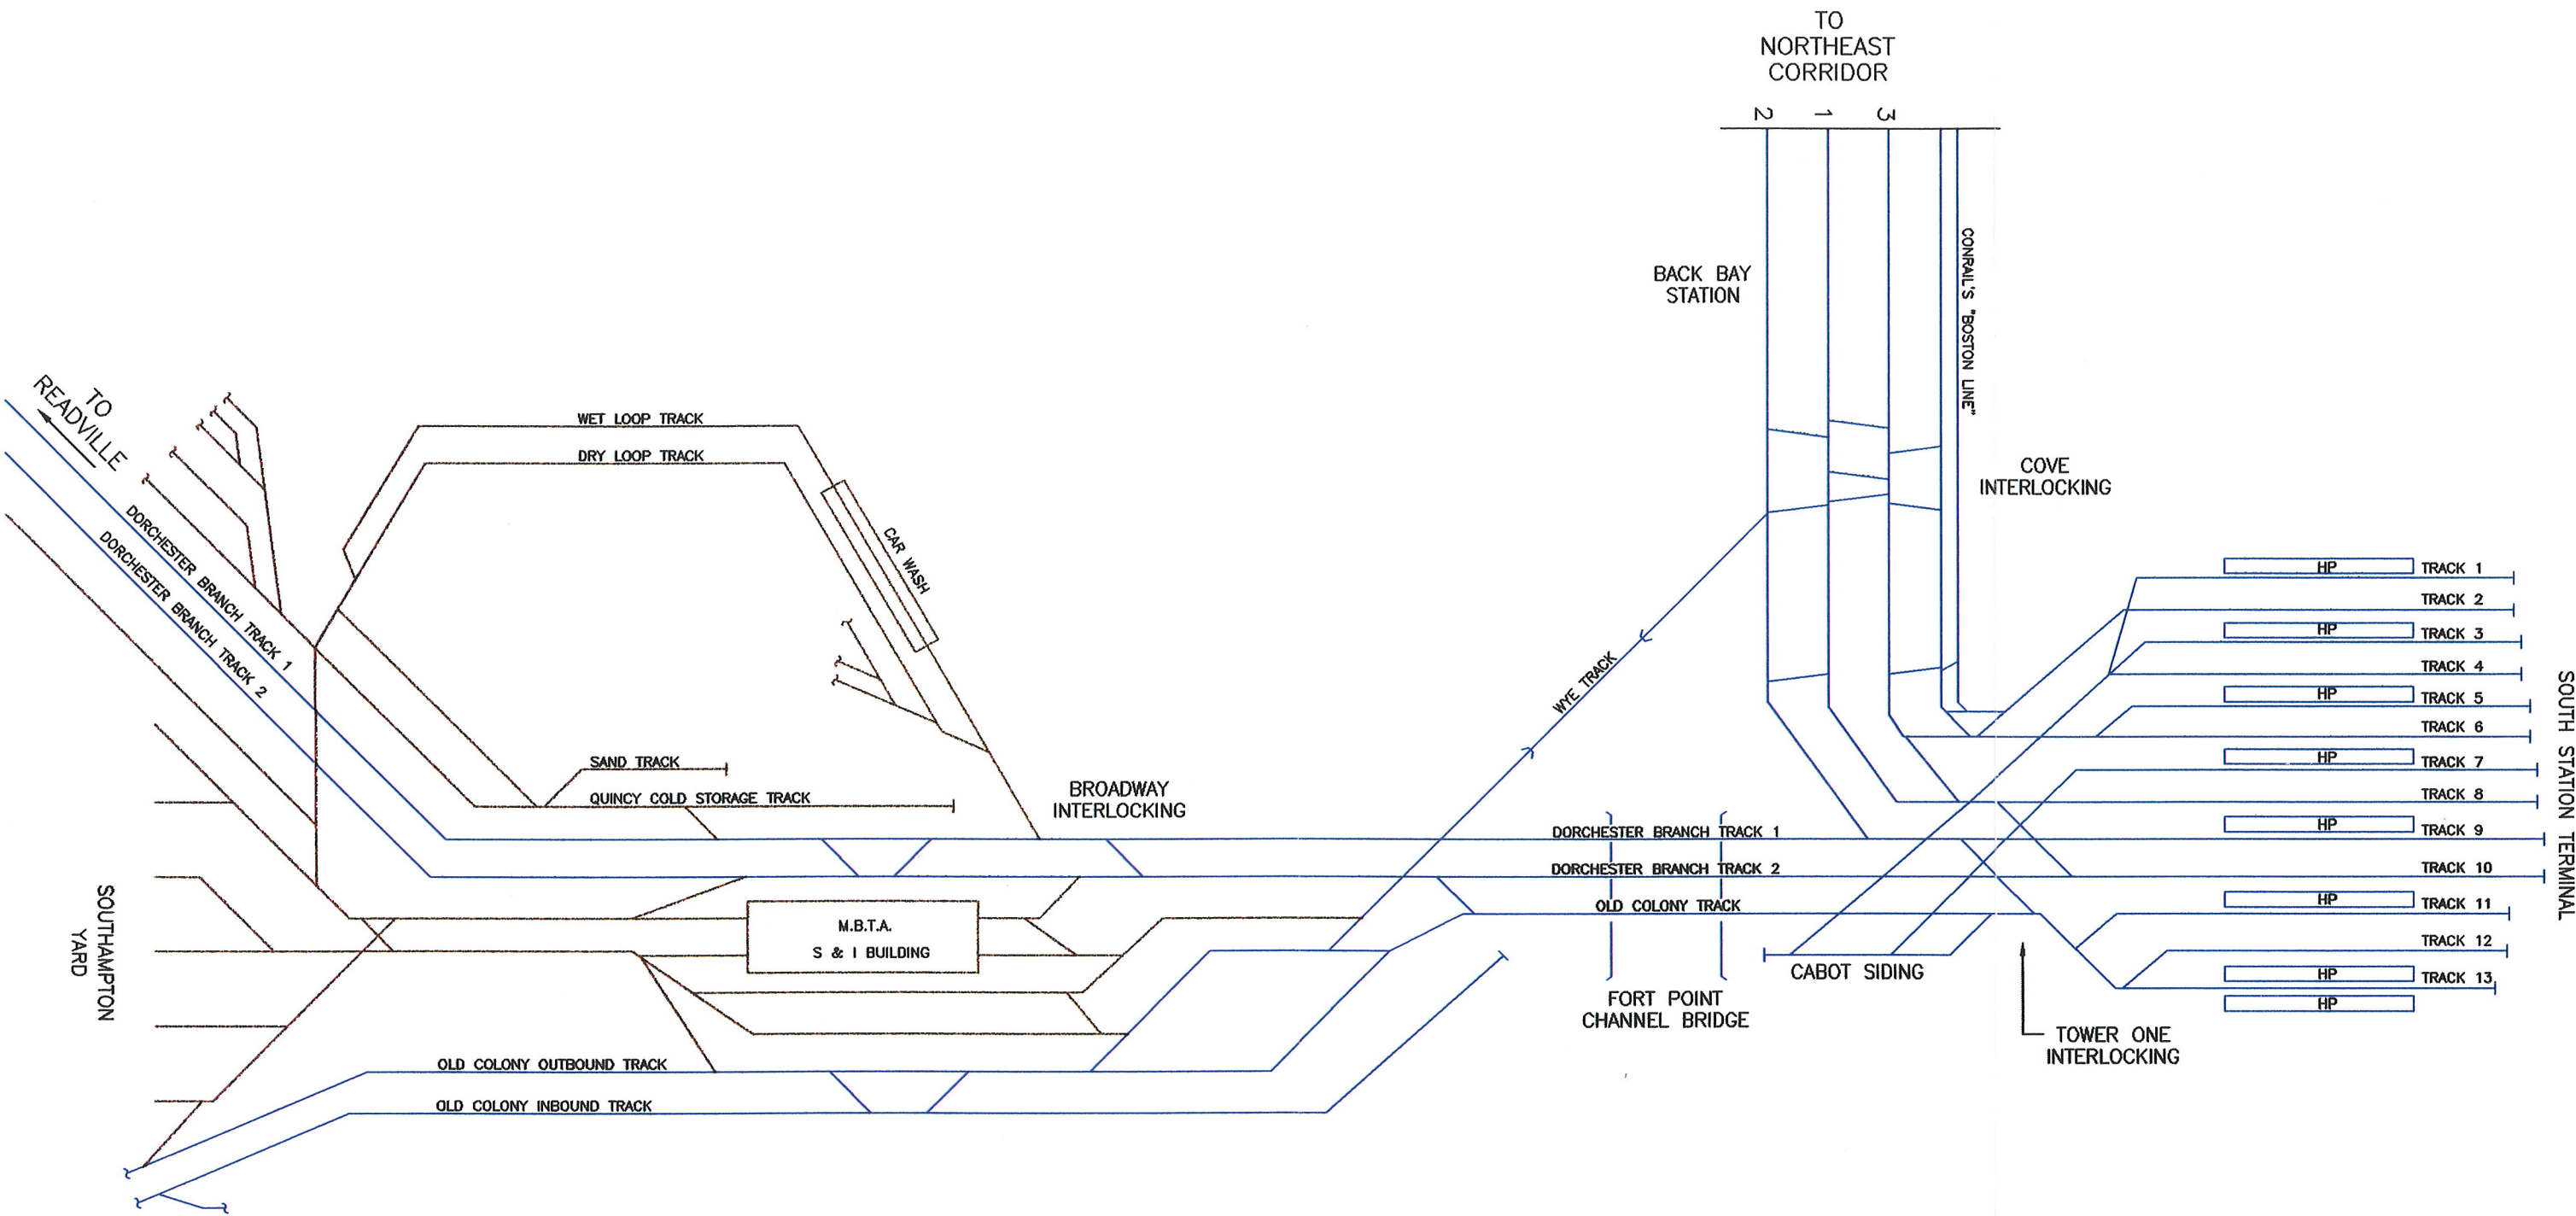 TO
NORTHEAST
CORRIDOR
2
1
3
BACK BAY
STATION
CONRAIL'S "BOSTON LINE"
COVE
INTERLOCKING
TO
READVILLE
WET LOOP TRACK
DRY LOOP TRACK
CAR WASH
DORCHESTER BRANCH TRACK 1
DORCHESTER BRANCH TRACK 2
WYE TRACK
SAND TRACK
QUINCY COLD STORAGE TRACK
BROADWAY
INTERLOCKING
DORCHESTER BRANCH TRACK 1
DORCHESTER BRANCH TRACK 2
OLD COLONY TRACK
M.B.T.A.
S & I BUILDING
SOUTHAMPTON
YARD
CABOT SIDING
FORT POINT
CHANNEL BRIDGE
TOWER ONE
INTERLOCKING
OLD COLONY OUTBOUND TRACK
OLD COLONY INBOUND TRACK
HP
TRACK 1
TRACK 2
HP
TRACK 3
TRACK 4
HP
TRACK 5
TRACK 6
HP
TRACK 7
TRACK 8
HP
TRACK 9
TRACK 10
HP
TRACK 11
TRACK 12
HP
TRACK 13
HP
SOUTH STATION TERMINAL